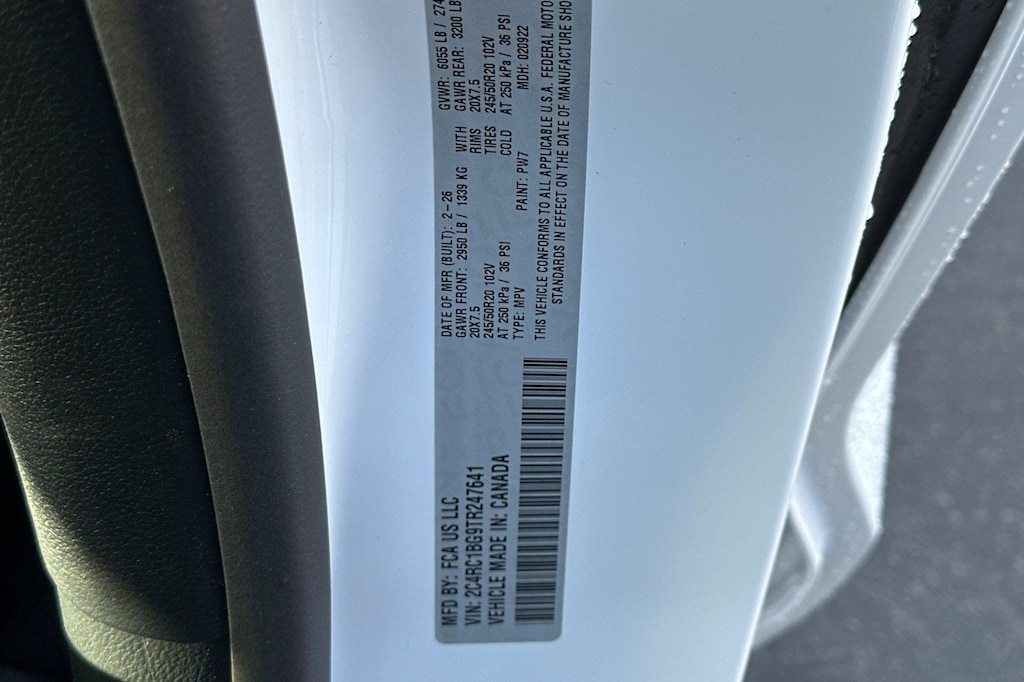 MFD BY: FCA US LLC
VIN: 2C4RC1BG9TR247641
VEHICLE MADE IN: CANADA
DATE OF MFR (BUILT): 2-26 GVWR: 6055 LB /
GAWR FRONT: 2950 LB / 1339 KG WITH GAWR REAR: 3200 LB
20X7.5 RIMS 20X7.5
245/50R20 102V TIRES 245/50R20 102V
AT 250 kPa / 36 PSI COLD AT 250 kPa / 36 PSI
TYPE: MPV PAINT: PW7 MDH: 020922
THIS VEHICLE CONFORMS TO ALL APPLICABLE U.S.A. FEDERAL
STANDARDS IN EFFECT ON THE DATE OF MANUFACTURE